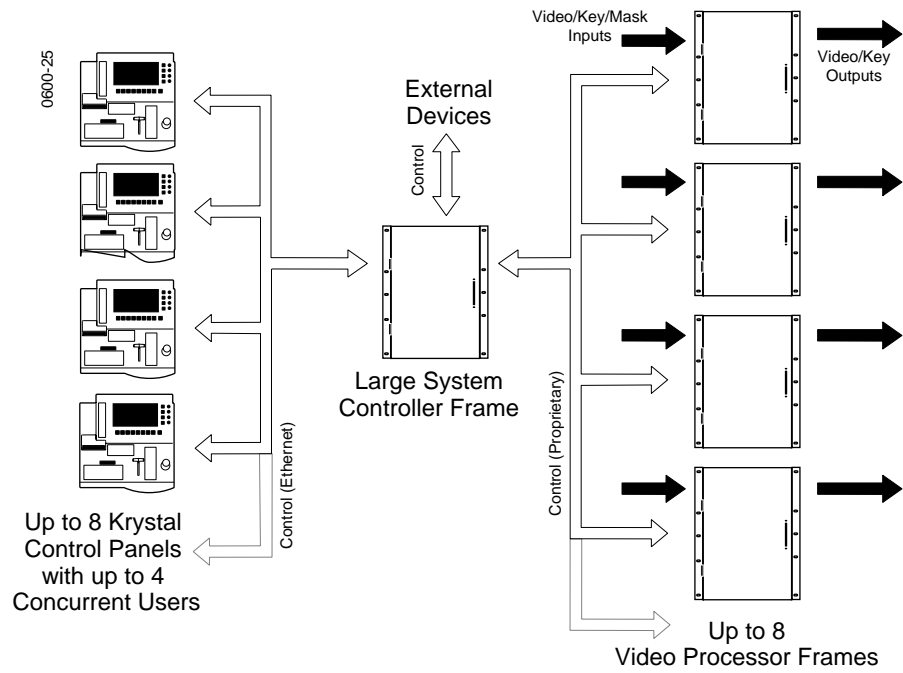 0600-25
Video/Key/Mask
Inputs
Video/Key
Outputs
External
Devices
Control
Large System
Controller Frame
Control (Ethernet)
Control (Proprietary)
Up to 8 Krystal
Control Panels
with up to 4
Concurrent Users
Up to 8
Video Processor Frames